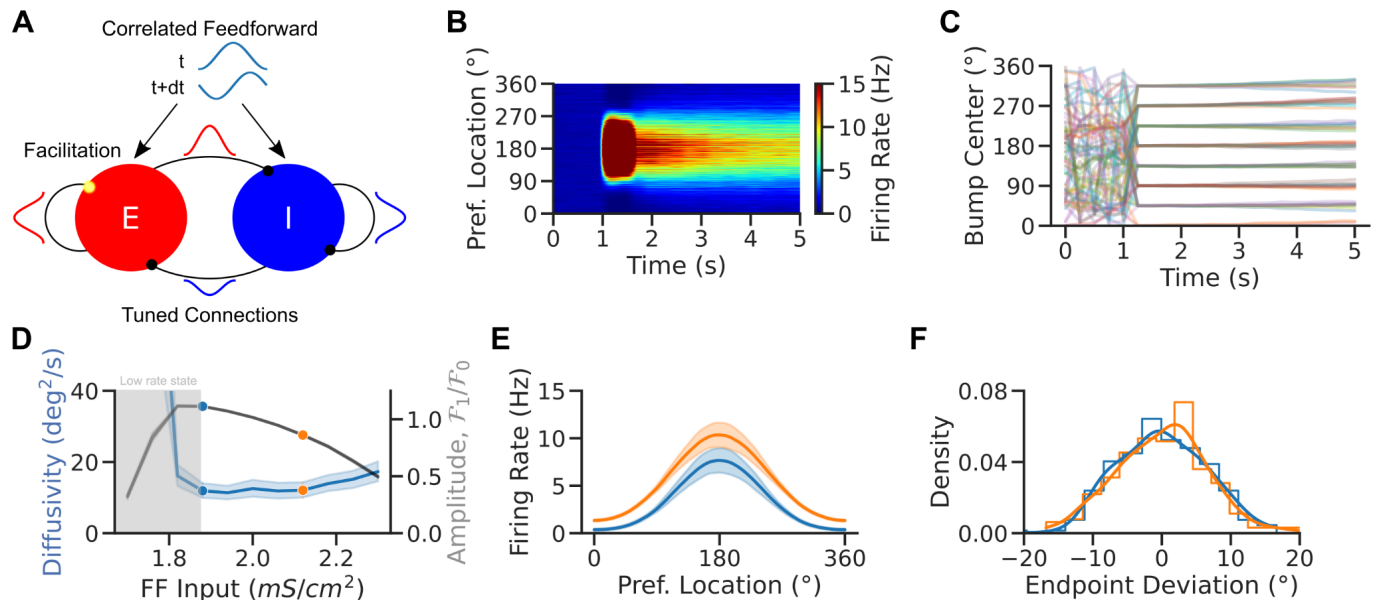 A
Correlated Feedforward
t
t+dt
Facilitation
E
I
Tuned Connections
B
Pref. Location (°)
360
270
180
90
0
0 1 2 3 4 5
Time (s)
15
10
5
0
Firing Rate (Hz)
C
Bump Center (°)
360
270
180
90
0
0 1 2 3 4 5
Time (s)
D
Diffusivity (deg²/s)
Low rate state
40
20
0
1.8 2.0 2.2
FF Input (mS/cm²)
1.0
0.5
0.0
Amplitude, ℱ₁/ℱ₀
E
Firing Rate (Hz)
15
10
5
0
0 180 360
Pref. Location (°)
F
Density
0.08
0.04
0.00
−20 −10 0 10 20
Endpoint Deviation (°)